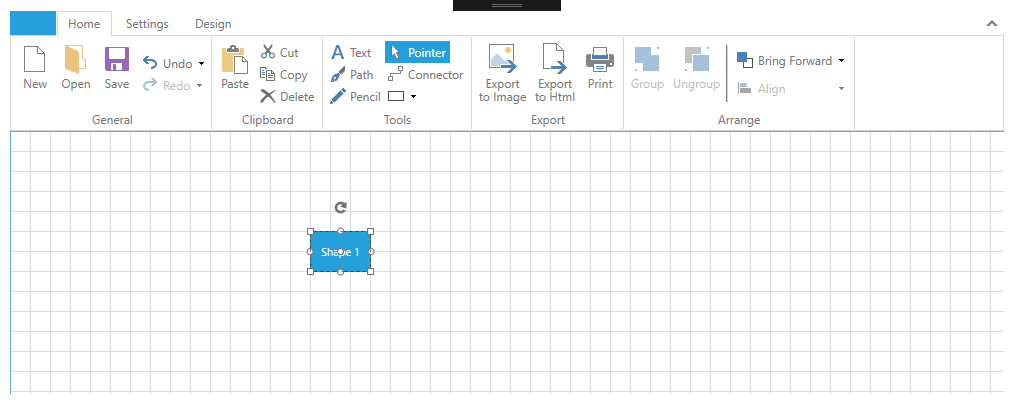 Home Settings Design
New Open Save Undo Redo
General
Paste Cut Copy Delete
Clipboard
Text Path Pencil Pointer Connector
Tools
Export to Image Export to Html Print
Export
Group Ungroup Bring Forward Align
Arrange
Shape 1